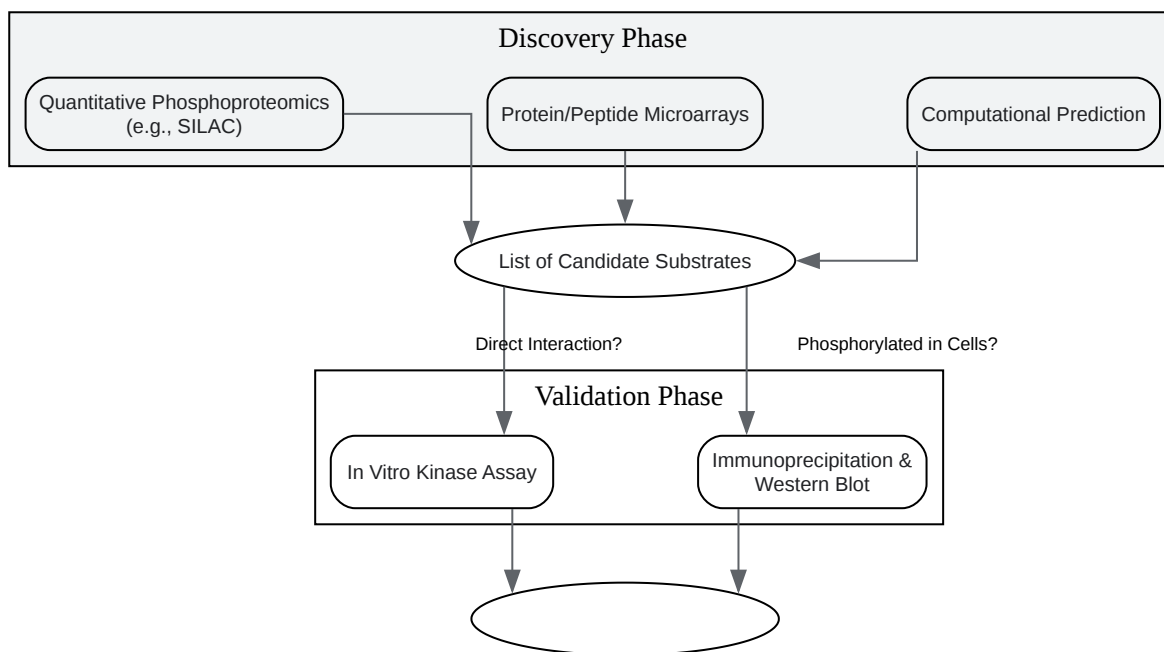 Discovery Phase
Quantitative Phosphoproteomics
(e.g., SILAC)
Protein/Peptide Microarrays
Computational Prediction
List of Candidate Substrates
Direct Interaction?
Phosphorylated in Cells?
Validation Phase
In Vitro Kinase Assay
Immunoprecipitation &
Western Blot